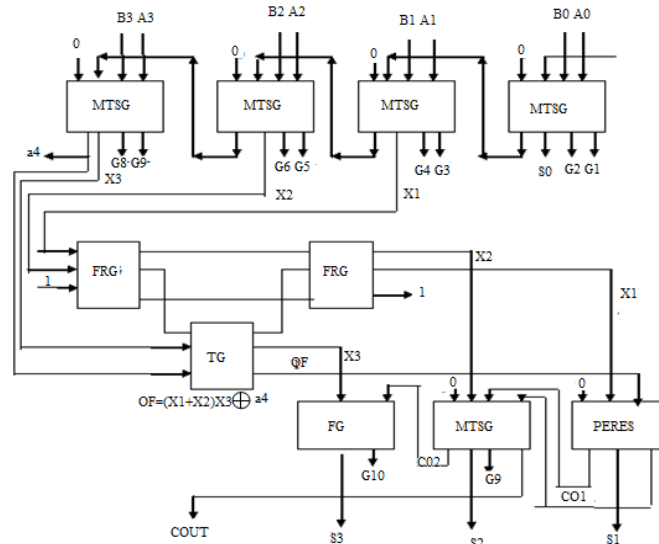 B3 A3
B2 A2
B1 A1
B0 A0
0
0
0
0
MTSG
MTSG
MTSG
MTSG
a4
G8
G9
X3
G6
G5
X2
G4
G3
X1
S0
G2
G1
FRG
FRG
1
1
X2
X1
TG
X3
OF
OF=(X1+X2)X3⊕ a4
0
0
FG
MTSG
PERES
G10
C02
G9
CO1
COUT
S3
S2
S1